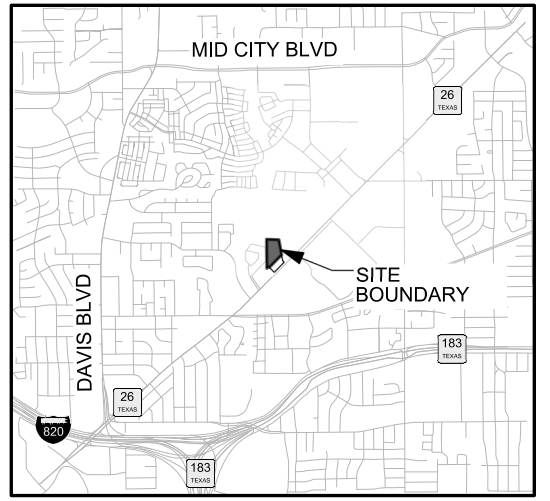 MID CITY BLVD
26
TEXAS
SITE
BOUNDARY
DAVIS BLVD
183
TEXAS
26
TEXAS
820
183
TEXAS